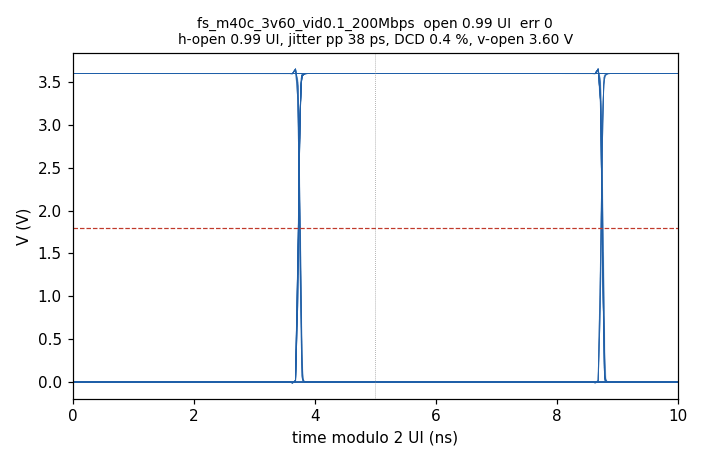 fs_m40c_3v60_vid0.1_200Mbps  open 0.99 UI  err 0
h-open 0.99 UI, jitter pp 38 ps, DCD 0.4 %, v-open 3.60 V
V (V)
3.5
3.0
2.5
2.0
1.5
1.0
0.5
0.0
0 2 4 6 8 10
time modulo 2 UI (ns)